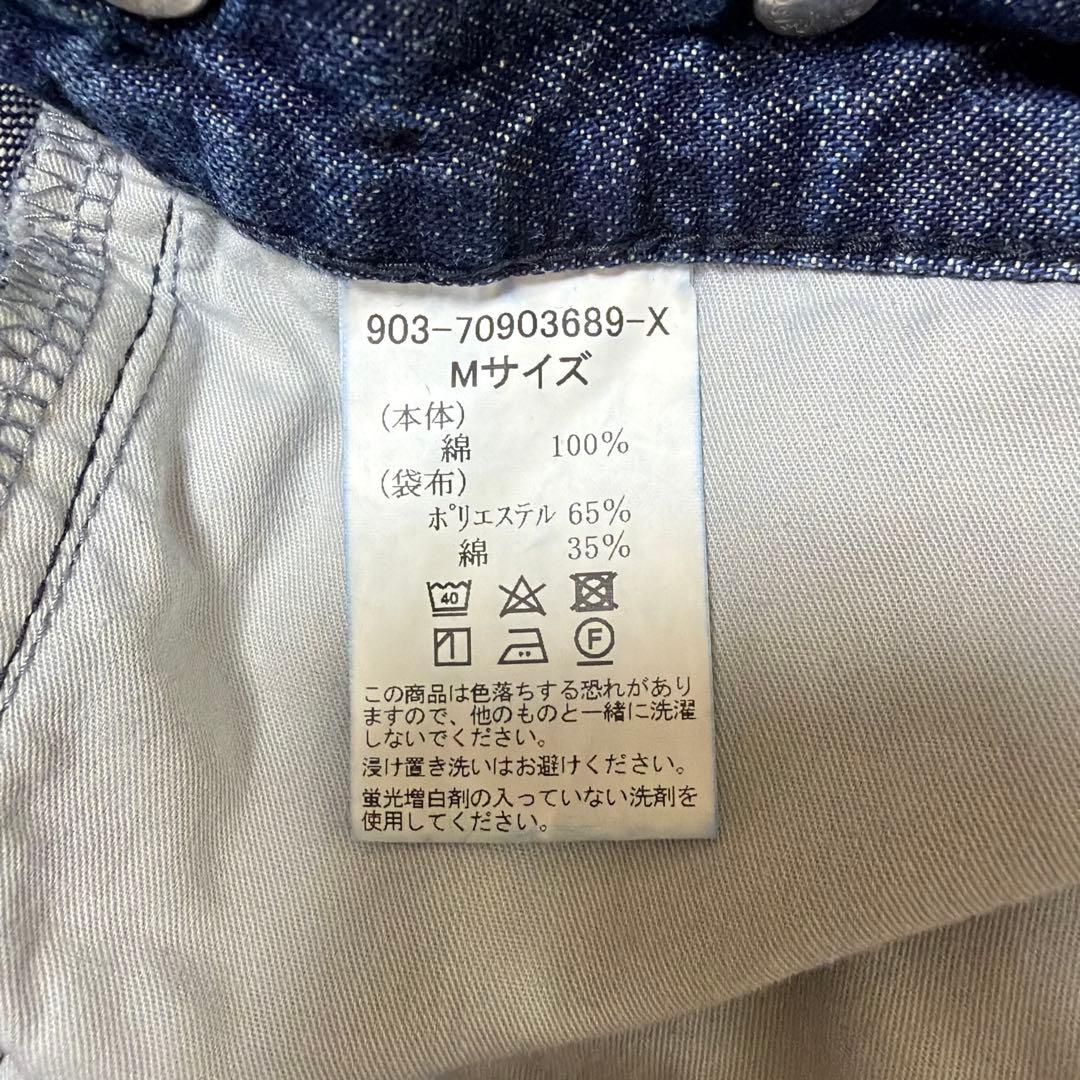 903-70903689-X
Mサイズ
(本体)
綿 100%
(袋布)
ポリエステル 65%
綿 35%
40
F
この商品は色落ちする恐れがあり
ますので、他のものと一緒に洗濯
しないでください。
浸け置き洗いはお避けください。
蛍光増白剤の入っていない洗剤を
使用してください。